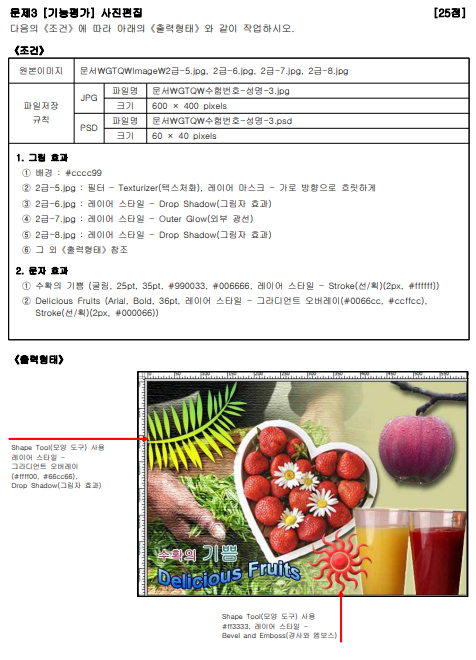 문제3 [기능평가] 사진편집 [25점]
다음의 《조건》에 따라 아래의 《출력형태》와 같이 작업하시오.
《조건》
원본이미지 문서₩GTQ₩Image₩2급-5.jpg, 2급-6.jpg, 2급-7.jpg, 2급-8.jpg
파일저장 규칙 JPG 파일명 문서₩GTQ₩수험번호-성명-3.jpg
크기 600 × 400 pixels
PSD 파일명 문서₩GTQ₩수험번호-성명-3.psd
크기 60 × 40 pixels
1. 그림 효과
① 배경 : #cccc99
② 2급-5.jpg : 필터 - Texturizer(텍스처화), 레이어 마스크 - 가로 방향으로 흐릿하게
③ 2급-6.jpg : 레이어 스타일 - Drop Shadow(그림자 효과)
④ 2급-7.jpg : 레이어 스타일 - Outer Glow(외부 광선)
⑤ 2급-8.jpg : 레이어 스타일 - Drop Shadow(그림자 효과)
⑥ 그 외《출력형태》참조
2. 문자 효과
① 수확의 기쁨 (굴림, 25pt, 35pt, #990033, #006666, 레이어 스타일 - Stroke(선/획)(2px, #ffffff))
② Delicious Fruits (Arial, Bold, 36pt, 레이어 스타일 - 그라디언트 오버레이(#0066cc, #ccffcc),
Stroke(선/획)(2px, #000066))
《출력형태》
Shape Tool(모양 도구) 사용
레이어 스타일 -
그라디언트 오버레이
(#ffff00, #66cc66),
Drop Shadow(그림자 효과)
수확의 기쁨
Delicious Fruits
Shape Tool(모양 도구) 사용
#ff3333, 레이어 스타일 -
Bevel and Emboss(경사와 엠보스)